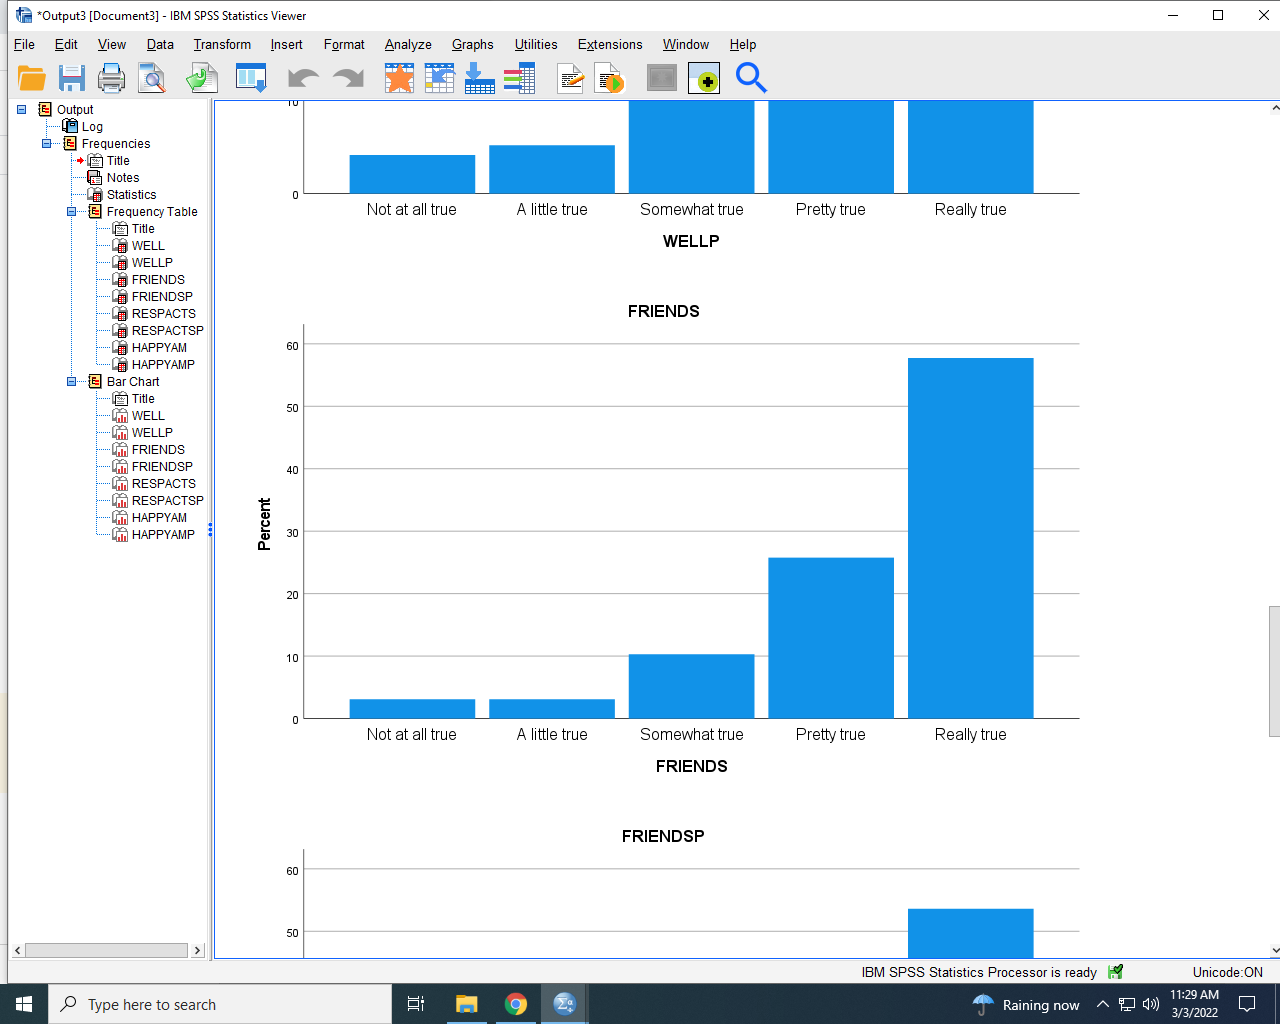 *Output3 [Document3] - IBM SPSS Statistics Viewer
File Edit View Data Transform Insert Format Analyze Graphs Utilities Extensions Window Help
Output
Log
Frequencies
Title
Notes
Statistics
Frequency Table
Title
WELL
WELLP
FRIENDS
FRIENDSP
RESPACTS
RESPACTSP
HAPPYAM
HAPPYAMP
Bar Chart
Title
WELL
WELLP
FRIENDS
FRIENDSP
RESPACTS
RESPACTSP
HAPPYAM
HAPPYAMP
10
0
Not at all true A little true Somewhat true Pretty true Really true
WELLP
FRIENDS
60
50
40
30
20
10
0
Percent
Not at all true A little true Somewhat true Pretty true Really true
FRIENDS
FRIENDSP
60
50
IBM SPSS Statistics Processor is ready Unicode:ON
Type here to search
Raining now
11:29 AM
3/3/2022